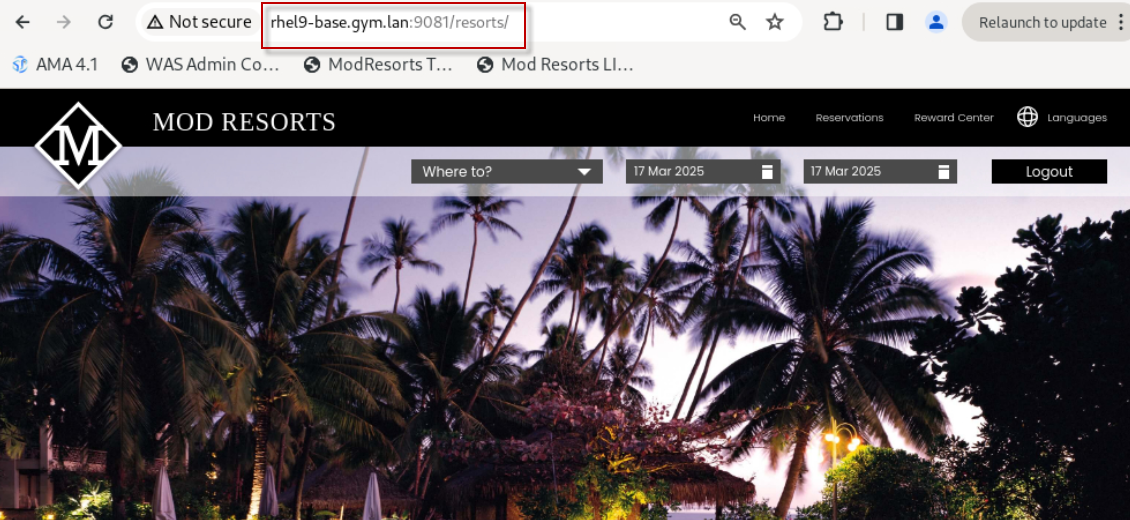 Not secure rhel9-base.gym.lan:9081/resorts/ Relaunch to update
AMA 4.1 WAS Admin Co… ModResorts T… Mod Resorts LI…
M MOD RESORTS Home Reservations Reward Center Languages
Where to? 17 Mar 2025 17 Mar 2025 Logout